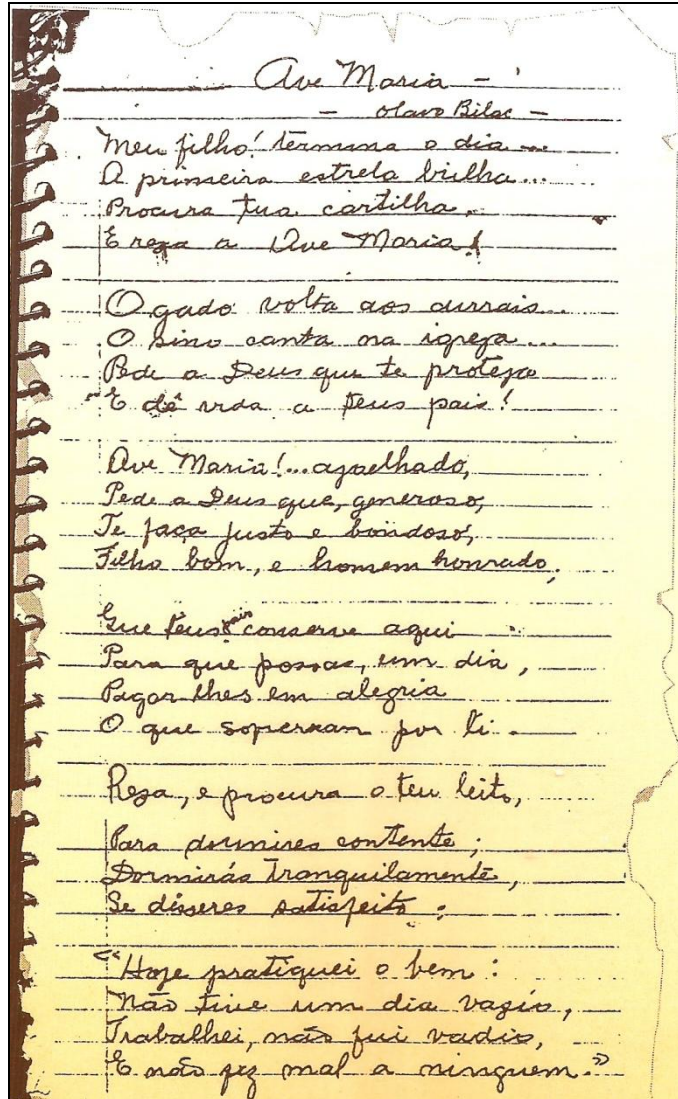 Ave Maria -
- Olavo Bilac -
Meu filho! termina o dia...
A primeira estrela brilha...
Procura tua cartilha,
E reza a Ave Maria!
O gado volta aos currais...
O sino canta na igreja...
Pede a Deus que te proteja
E dê vida a teus pais!
Ave Maria!... ajoelhado,
Pede a Deus que, generoso,
Te faça justo e bondoso,
Filho bom, e homem honrado;
Que teus pais conserve aqui
Para que possas, um dia,
Pagar lhes em alegria
O que sofreram por ti.
Reza, e procura o teu leito,
Para dormires contente;
Dormirás tranquilamente,
Se disseres satisfeito:
«Hoje pratiquei o bem:
Não tive um dia vazio,
Trabalhei, não fui vadio,
E não fiz mal a ninguem.»